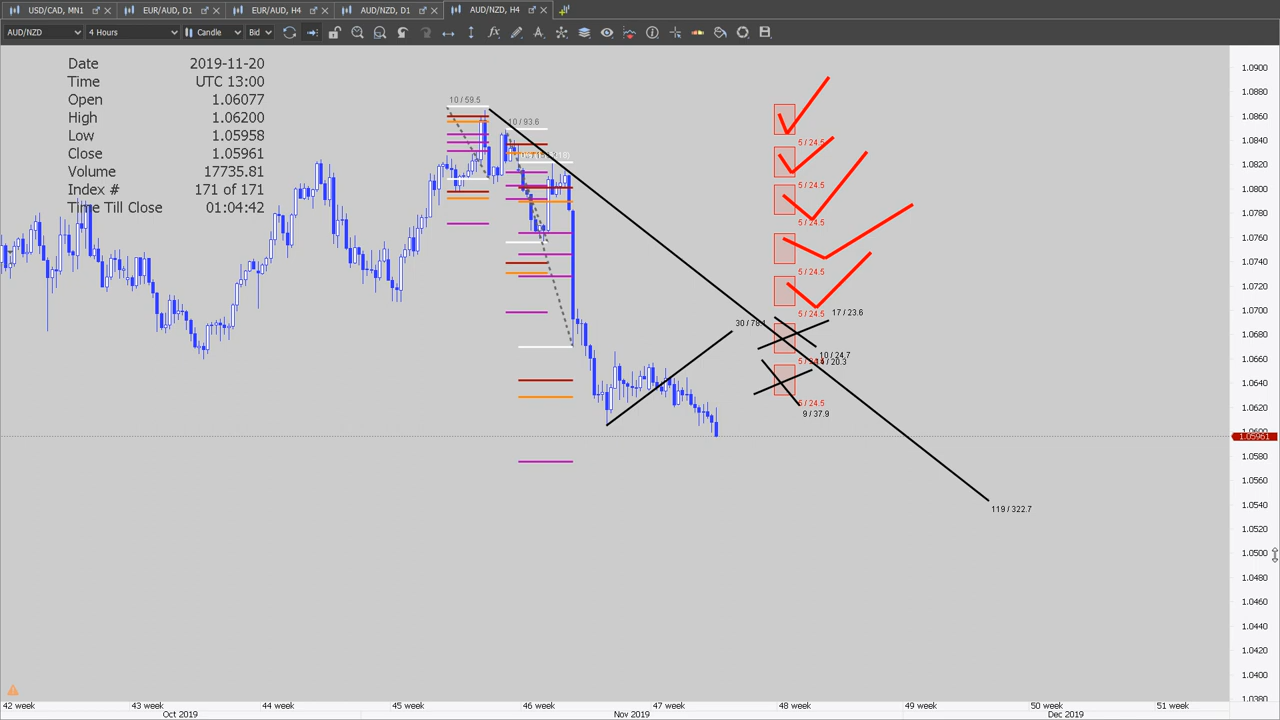 USD/CAD, MN1
EUR/AUD, D1
EUR/AUD, H4
AUD/NZD, D1
AUD/NZD, H4
AUD/NZD
4 Hours
Candle
Bid
Date 2019-11-20
Time UTC 13:00
Open 1.06077
High 1.06200
Low 1.05958
Close 1.05961
Volume 17735.81
Index # 171 of 171
Time Till Close 01:04:42
10 / 59.5
10 / 93.6
5 / 24.5
5 / 24.5
5 / 24.5
5 / 24.5
5 / 24.5
17 / 23.6
10 / 24.7
5 / 24.5
9 / 37.9
119 / 322.7
1.0900
1.0880
1.0860
1.0840
1.0820
1.0800
1.0780
1.0760
1.0740
1.0720
1.0700
1.0680
1.0660
1.0640
1.0620
1.0600
1.05961
1.0580
1.0560
1.0540
1.0520
1.0500
1.0480
1.0460
1.0440
1.0420
1.0400
1.0380
42 week 43 week 44 week 45 week 46 week 47 week 48 week 49 week 50 week 51 week
Oct 2019 Nov 2019 Dec 2019